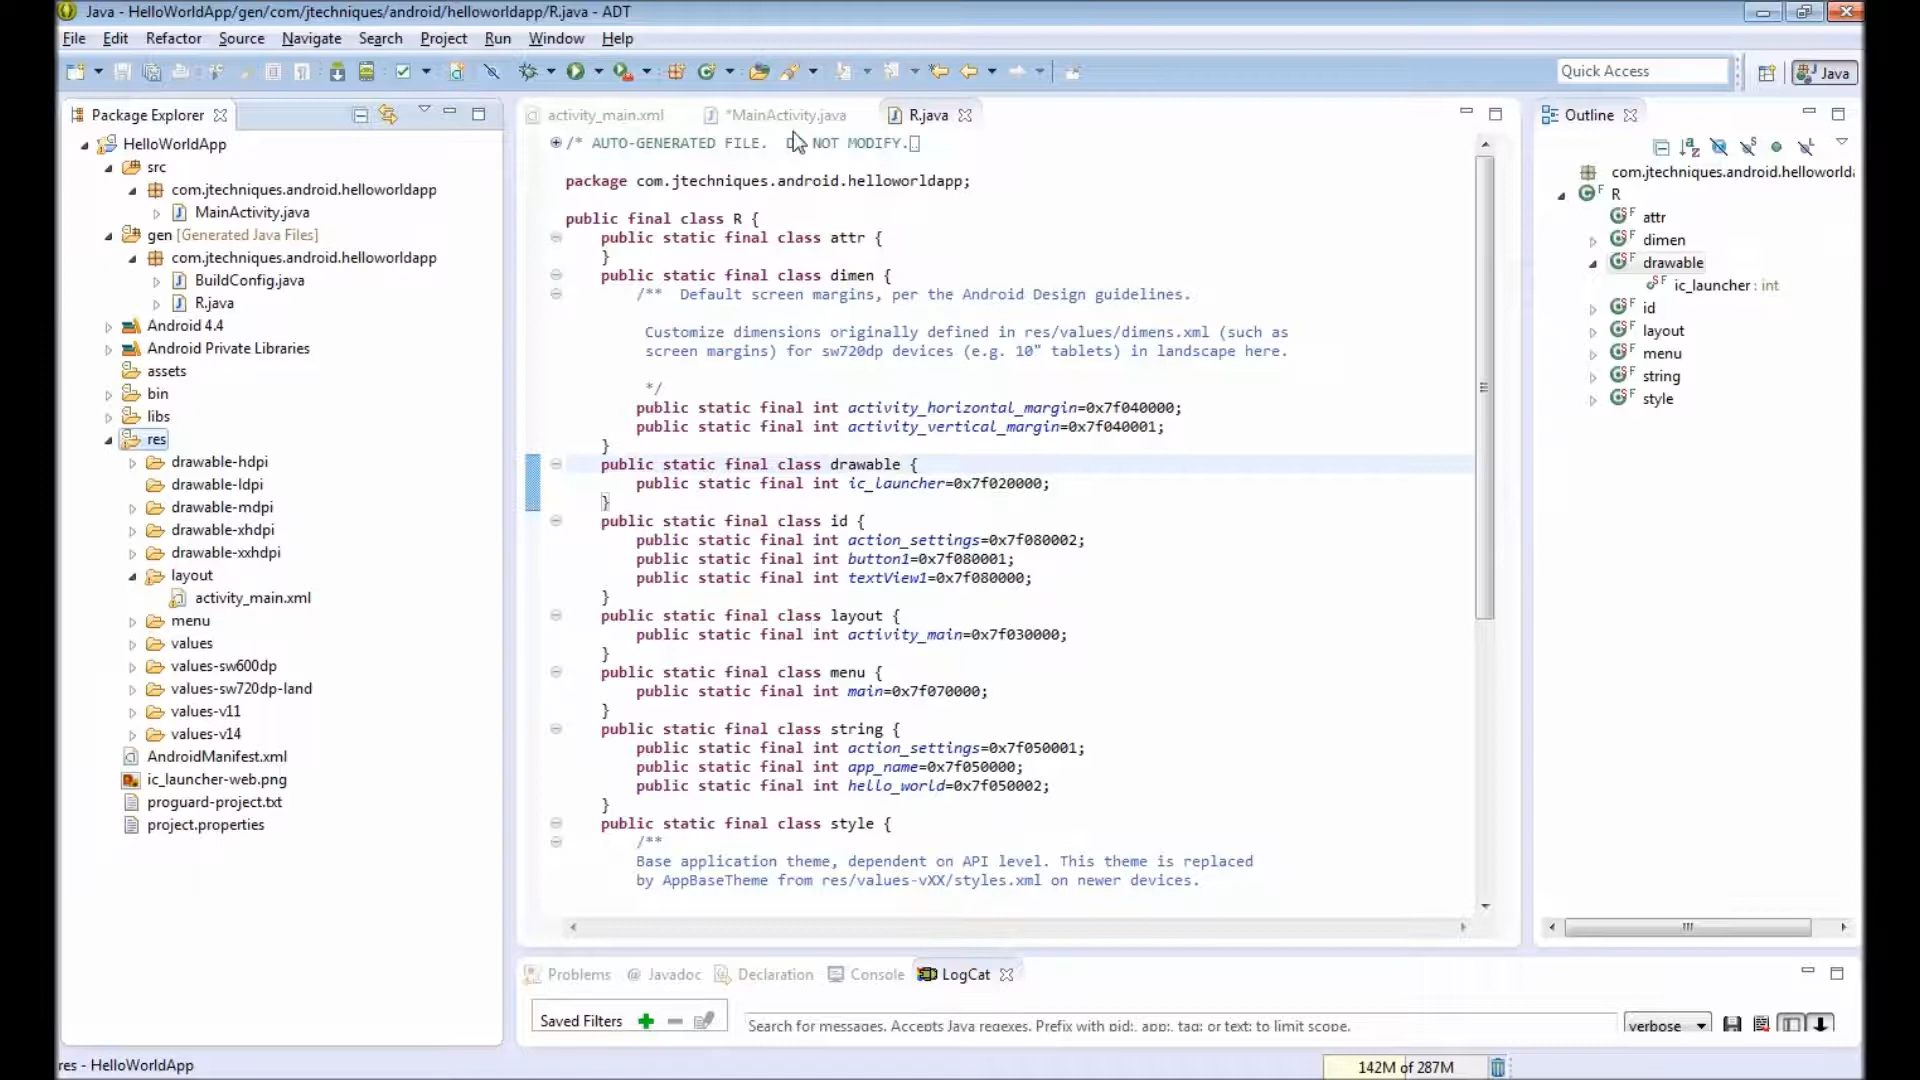 Java - HelloWorldApp/gen/com/jtechniques/android/helloworldapp/R.java - ADT
File Edit Refactor Source Navigate Search Project Run Window Help
Quick Access
Java
Package Explorer
HelloWorldApp
src
com.jtechniques.android.helloworldapp
MainActivity.java
gen [Generated Java Files]
com.jtechniques.android.helloworldapp
BuildConfig.java
R.java
Android 4.4
Android Private Libraries
assets
bin
libs
res
drawable-hdpi
drawable-ldpi
drawable-mdpi
drawable-xhdpi
drawable-xxhdpi
layout
activity_main.xml
menu
values
values-sw600dp
values-sw720dp-land
values-v11
values-v14
AndroidManifest.xml
ic_launcher-web.png
proguard-project.txt
project.properties
activity_main.xml *MainActivity.java R.java
/* AUTO-GENERATED FILE. NOT MODIFY.
package com.jtechniques.android.helloworldapp;
public final class R {
public static final class attr {
}
public static final class dimen {
/** Default screen margins, per the Android Design guidelines.
Customize dimensions originally defined in res/values/dimens.xml (such as
screen margins) for sw720dp devices (e.g. 10" tablets) in landscape here.
*/
public static final int activity_horizontal_margin=0x7f040000;
public static final int activity_vertical_margin=0x7f040001;
}
public static final class drawable {
public static final int ic_launcher=0x7f020000;
}
public static final class id {
public static final int action_settings=0x7f080002;
public static final int button1=0x7f080001;
public static final int textView1=0x7f080000;
}
public static final class layout {
public static final int activity_main=0x7f030000;
}
public static final class menu {
public static final int main=0x7f070000;
}
public static final class string {
public static final int action_settings=0x7f050001;
public static final int app_name=0x7f050000;
public static final int hello_world=0x7f050002;
}
public static final class style {
/**
Base application theme, dependent on API level. This theme is replaced
by AppBaseTheme from res/values-vXX/styles.xml on newer devices.
Outline
com.jtechniques.android.helloworlda
R
attr
dimen
drawable
ic_launcher : int
id
layout
menu
string
style
Problems @ Javadoc Declaration Console LogCat
Saved Filters
Search for messages. Accepts Java regexes. Prefix with pid:, app:, tag: or text: to limit scope.
verbose
res - HelloWorldApp
142M of 287M